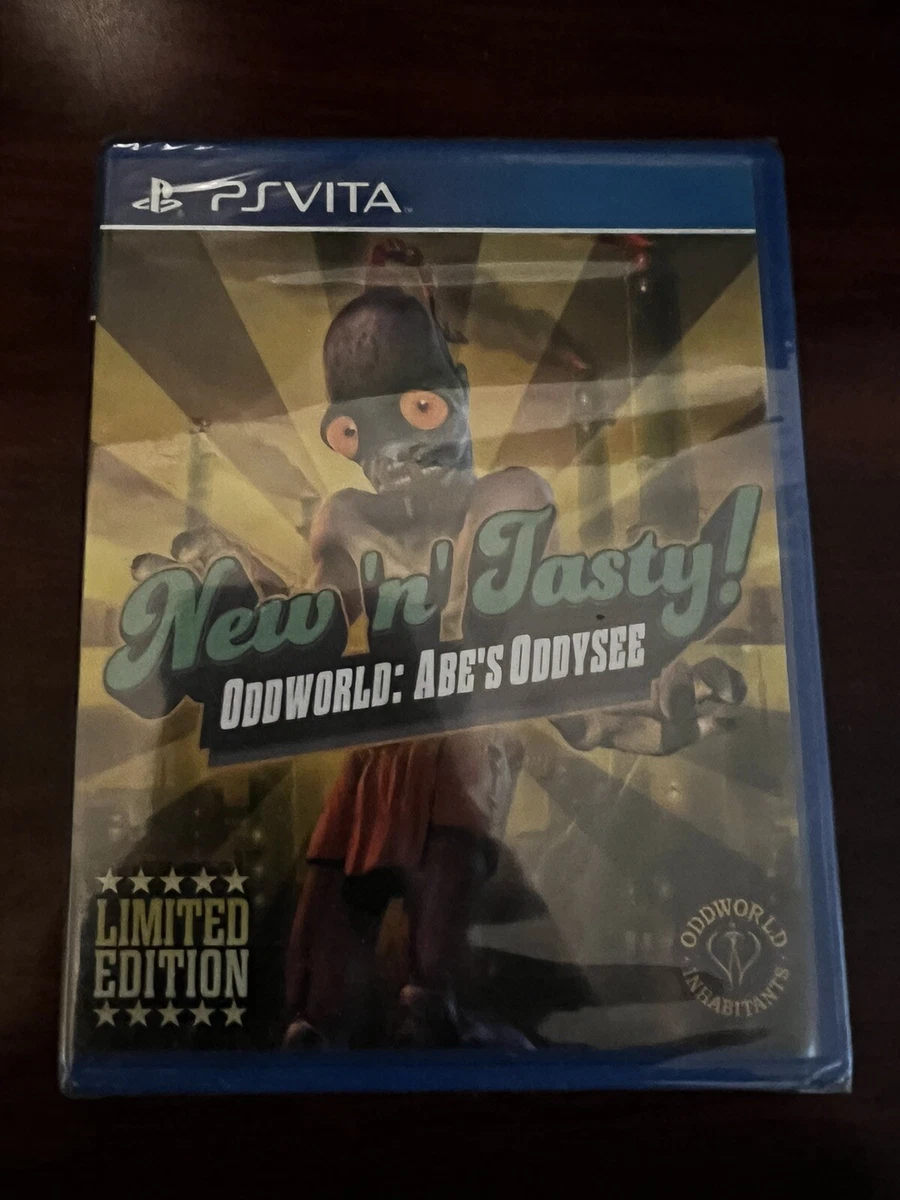 PSVITA
New 'n' Tasty!
ODDWORLD: ABE'S ODDYSEE
LIMITED
EDITION
ODDWORLD
INHABITANTS